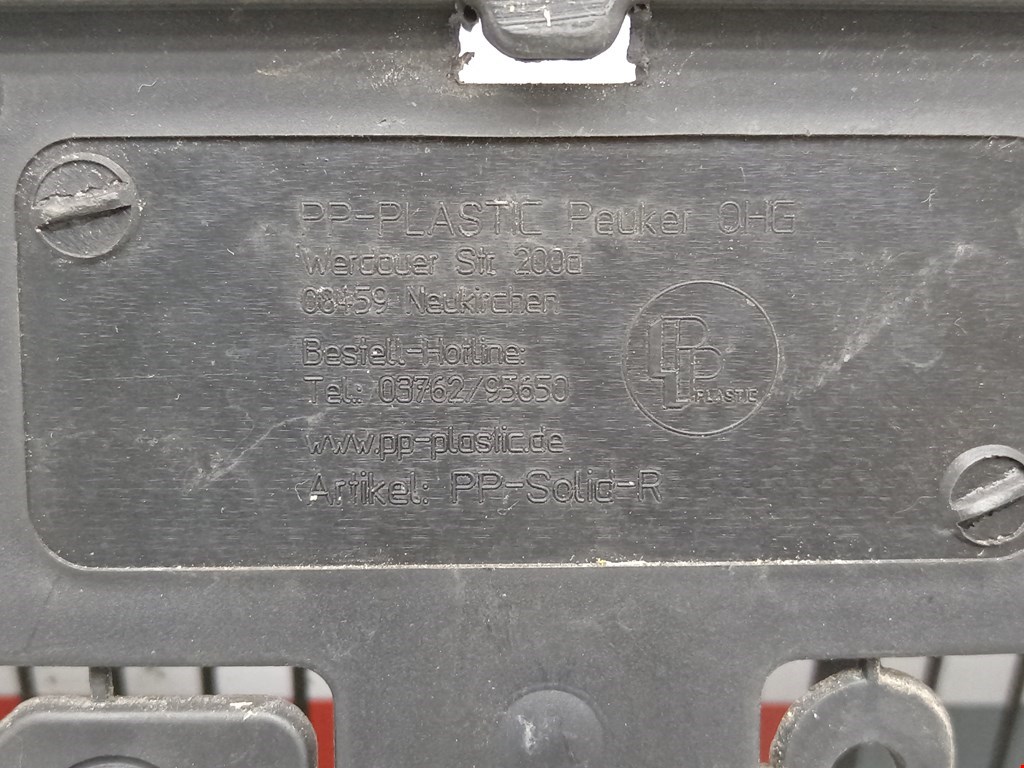 PP-PLASTIC Peuker OHG
Werdauer Str. 200a
08459 Neukirchen
Bestell-Hotline:
Tel.: 03762/95650
PP PLASTIC
www.pp-plastic.de
Artikel: PP-Solid-R